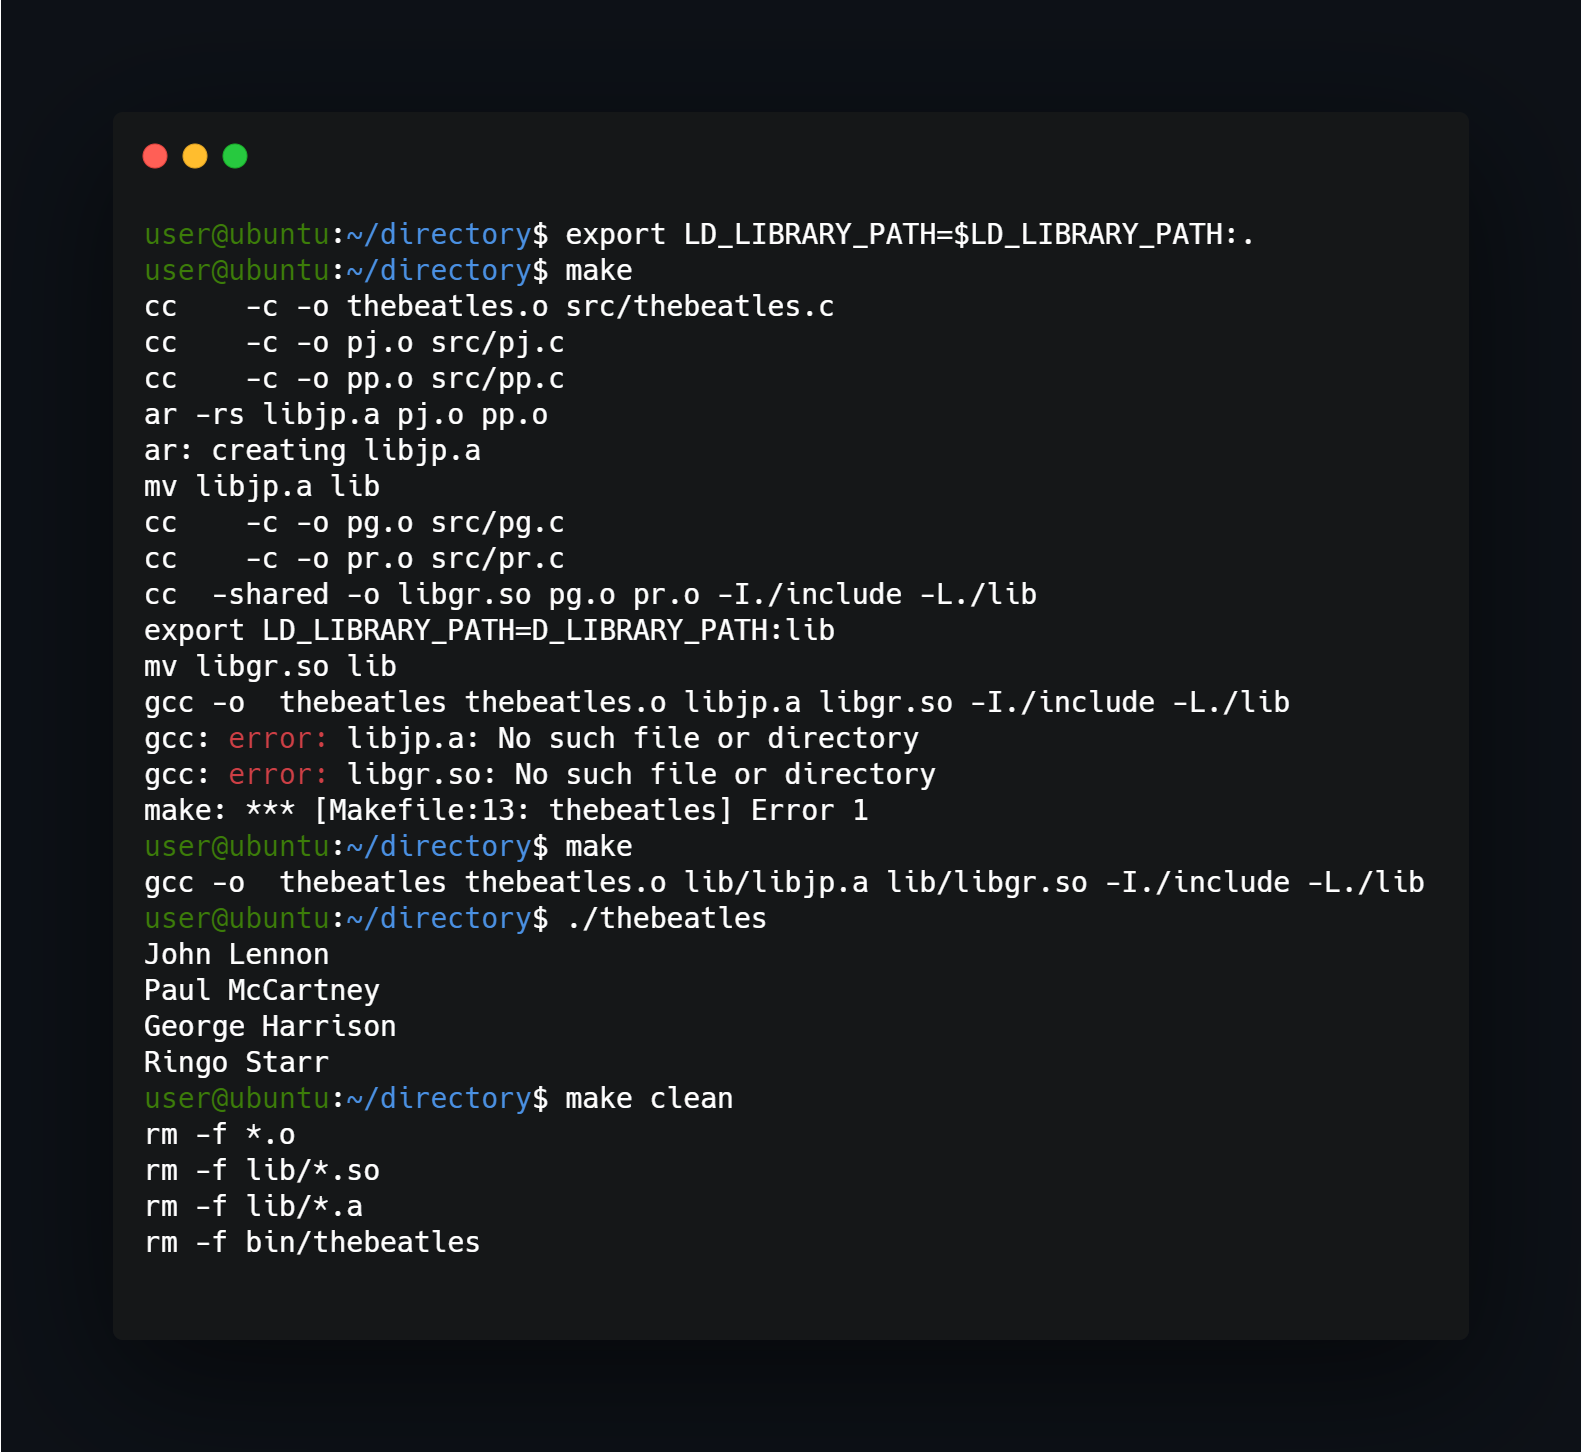 user@ubuntu:~/directory$ export LD_LIBRARY_PATH=$LD_LIBRARY_PATH:.
user@ubuntu:~/directory$ make
cc    -c -o thebeatles.o src/thebeatles.c
cc    -c -o pj.o src/pj.c
cc    -c -o pp.o src/pp.c
ar -rs libjp.a pj.o pp.o
ar: creating libjp.a
mv libjp.a lib
cc    -c -o pg.o src/pg.c
cc    -c -o pr.o src/pr.c
cc  -shared -o libgr.so pg.o pr.o -I./include -L./lib
export LD_LIBRARY_PATH=D_LIBRARY_PATH:lib
mv libgr.so lib
gcc -o  thebeatles thebeatles.o libjp.a libgr.so -I./include -L./lib
gcc: error: libjp.a: No such file or directory
gcc: error: libgr.so: No such file or directory
make: *** [Makefile:13: thebeatles] Error 1
user@ubuntu:~/directory$ make
gcc -o  thebeatles thebeatles.o lib/libjp.a lib/libgr.so -I./include -L./lib
user@ubuntu:~/directory$ ./thebeatles
John Lennon
Paul McCartney
George Harrison
Ringo Starr
user@ubuntu:~/directory$ make clean
rm -f *.o
rm -f lib/*.so
rm -f lib/*.a
rm -f bin/thebeatles